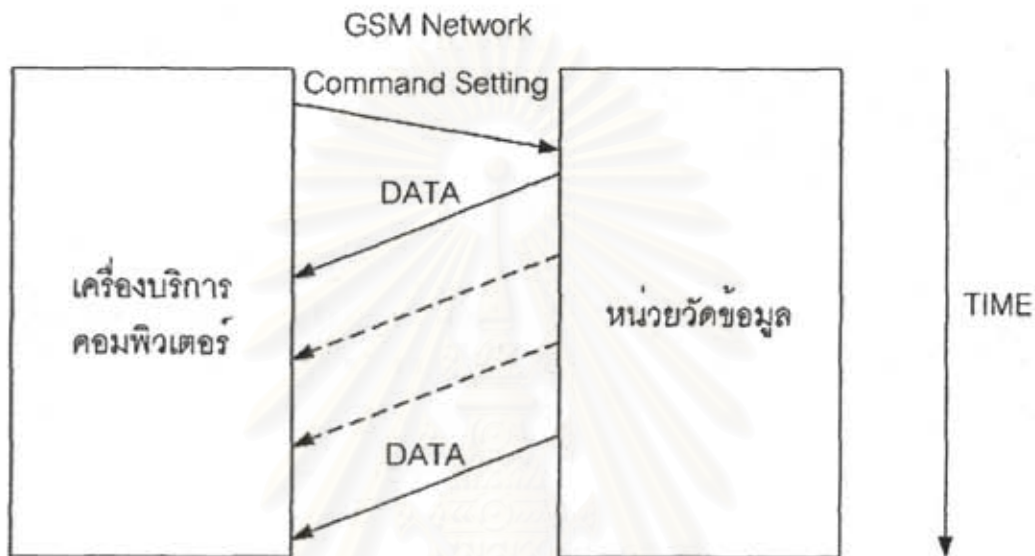 GSM Network
Command Setting
DATA
เครื่องบริการ
คอมพิวเตอร์
หน่วยวัดข้อมูล
TIME
DATA